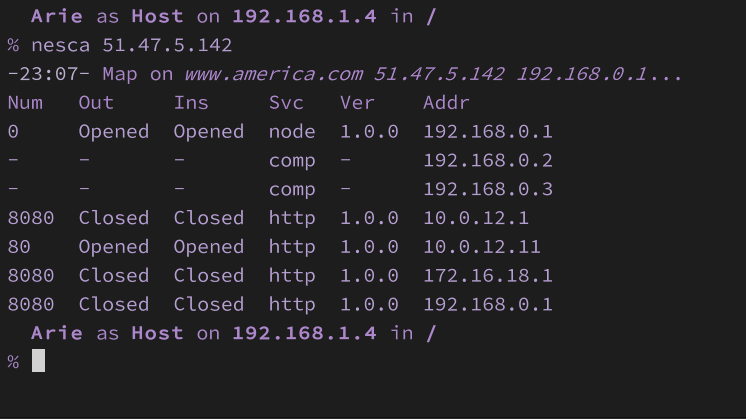 Arie as Host on 192.168.1.4 in /
% nesca 51.47.5.142
-23:07- Map on www.america.com 51.47.5.142 192.168.0.1...
Num Out Ins Svc Ver Addr
0 Opened Opened node 1.0.0 192.168.0.1
- - - comp - 192.168.0.2
- - - comp - 192.168.0.3
8080 Closed Closed http 1.0.0 10.0.12.1
80 Opened Opened http 1.0.0 10.0.12.11
8080 Closed Closed http 1.0.0 172.16.18.1
8080 Closed Closed http 1.0.0 192.168.0.1
Arie as Host on 192.168.1.4 in /
%